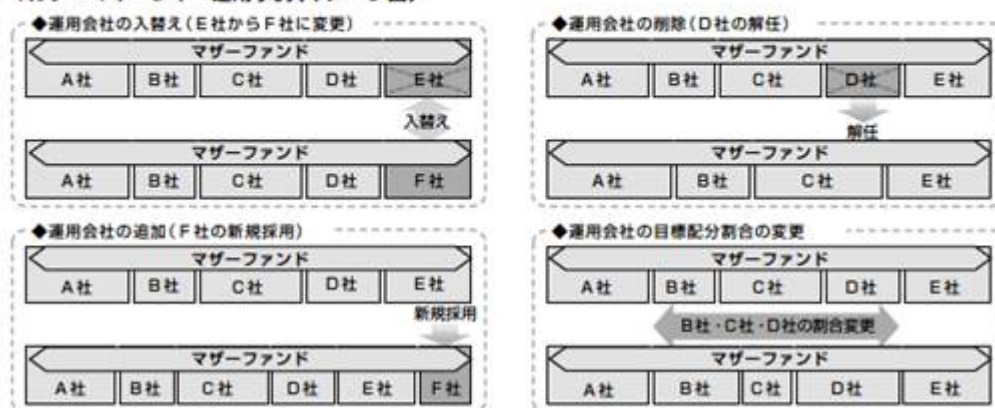 ◆運用会社の入替え(E社からF社に変更)
マザーファンド
A社 B社 C社 D社 E社
入替え
マザーファンド
A社 B社 C社 D社 F社
◆運用会社の削除(D社の解任)
マザーファンド
A社 B社 C社 D社 E社
解任
マザーファンド
A社 B社 C社 E社
◆運用会社の追加(F社の新規採用)
マザーファンド
A社 B社 C社 D社 E社
新規採用
マザーファンド
A社 B社 C社 D社 E社 F社
◆運用会社の目標配分割合の変更
マザーファンド
A社 B社 C社 D社 E社
B社・C社・D社の割合変更
マザーファンド
A社 B社 C社 D社 E社